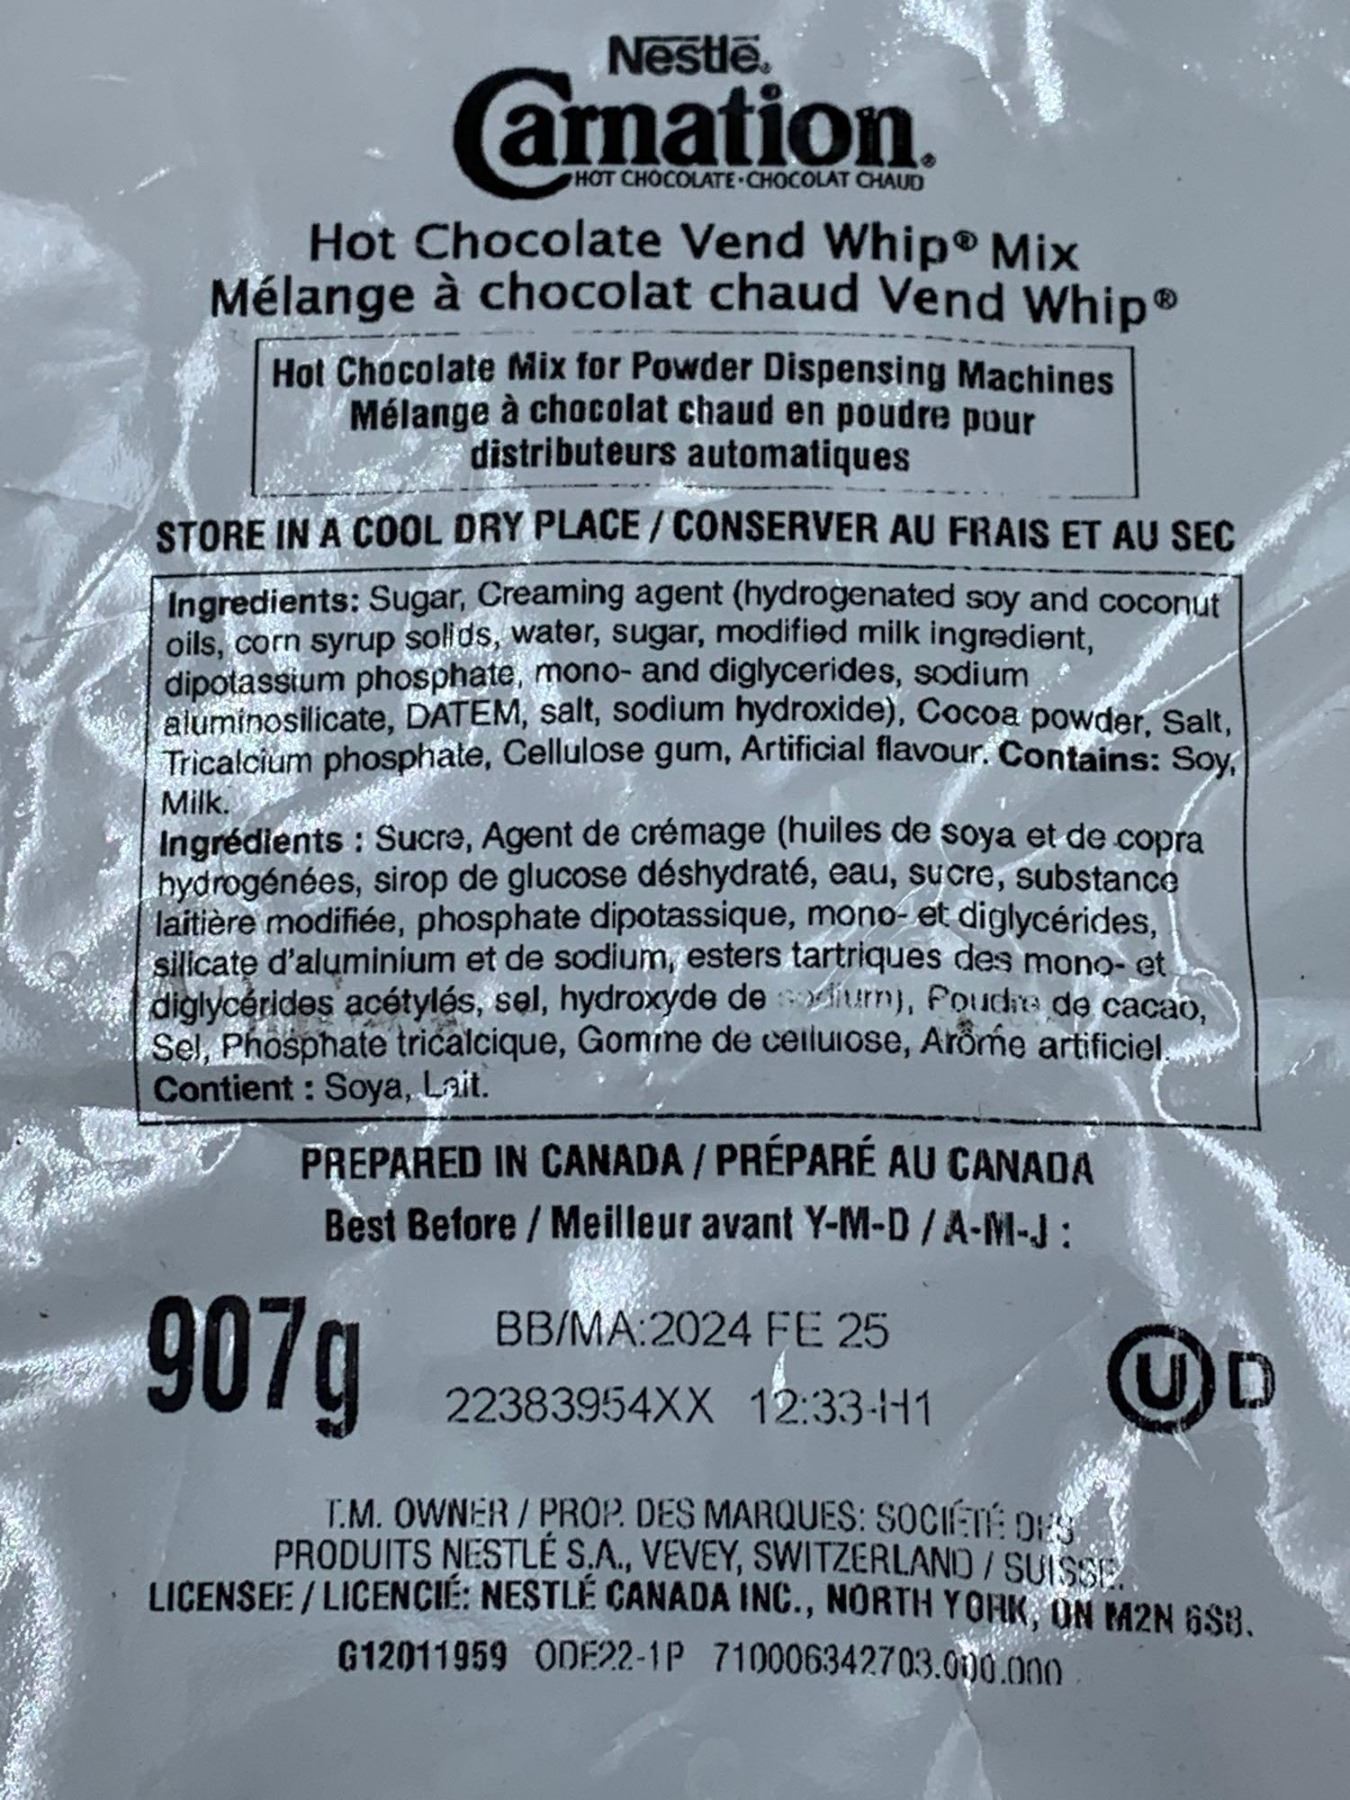 Nestlé®
Carnation®
HOT CHOCOLATE•CHOCOLAT CHAUD
Hot Chocolate Vend Whip® Mix
Mélange à chocolat chaud Vend Whip®
Hot Chocolate Mix for Powder Dispensing Machines
Mélange à chocolat chaud en poudre pour
distributeurs automatiques
STORE IN A COOL DRY PLACE / CONSERVER AU FRAIS ET AU SEC
Ingredients: Sugar, Creaming agent (hydrogenated soy and coconut
oils, corn syrup solids, water, sugar, modified milk ingredient,
dipotassium phosphate, mono- and diglycerides, sodium
aluminosilicate, DATEM, salt, sodium hydroxide), Cocoa powder, Salt,
Tricalcium phosphate, Cellulose gum, Artificial flavour. Contains: Soy,
Milk.
Ingrédients : Sucre, Agent de crémage (huiles de soya et de copra
hydrogénées, sirop de glucose déshydraté, eau, sucre, substance
laitière modifiée, phosphate dipotassique, mono- et diglycérides,
silicate d'aluminium et de sodium, esters tartriques des mono- et
diglycérides acétylés, sel, hydroxyde de sodium), Poudre de cacao,
Sel, Phosphate tricalcique, Gomme de cellulose, Arôme artificiel.
Contient : Soya, Lait.
PREPARED IN CANADA / PRÉPARÉ AU CANADA
Best Before / Meilleur avant Y-M-D / A-M-J :
907g
BB/MA:2024 FE 25
22383954XX 12:33-H1
U D
T.M. OWNER / PROP. DES MARQUES: SOCIÉTÉ DES
PRODUITS NESTLÉ S.A., VEVEY, SWITZERLAND / SUISSE.
LICENSEE / LICENCIÉ: NESTLÉ CANADA INC., NORTH YORK, ON M2N 6S8.
G12011959 ODE22-1P 710006342703.000.000